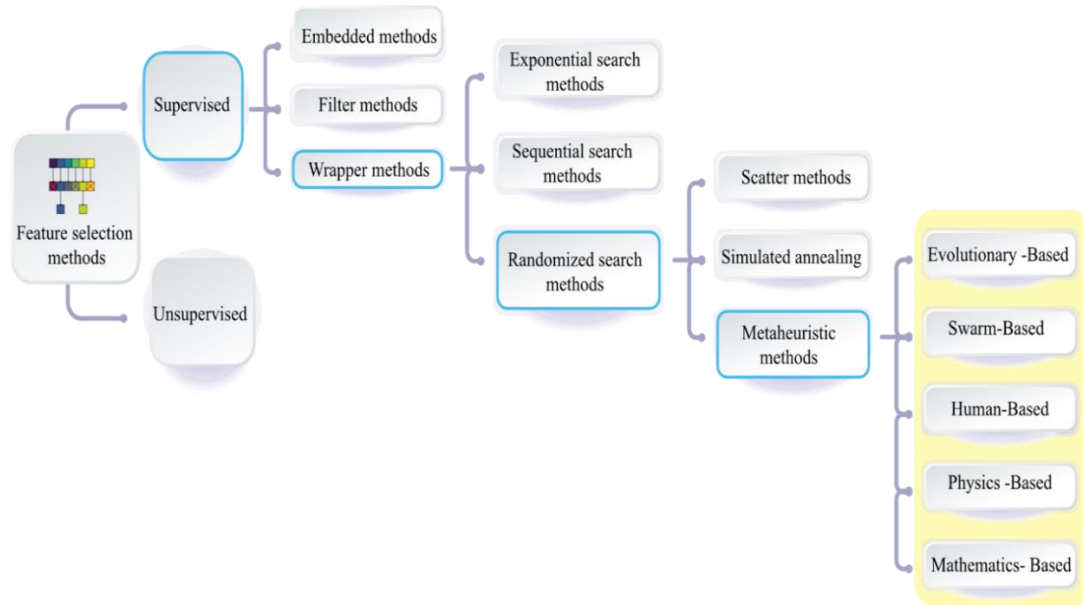 Feature selection
methods
Supervised
Unsupervised
Embedded methods
Filter methods
Wrapper methods
Exponential search
methods
Sequential search
methods
Randomized search
methods
Scatter methods
Simulated annealing
Metaheuristic
methods
Evolutionary -Based
Swarm-Based
Human-Based
Physics -Based
Mathematics- Based